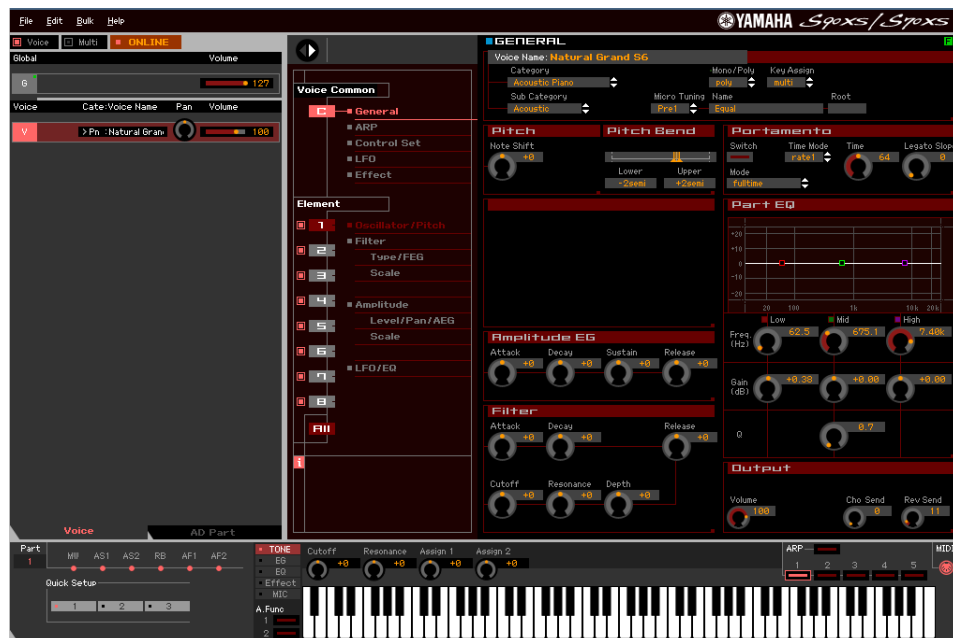 File Edit Bulk Help
YAMAHA S90XS/S70XS
Voice Multi ONLINE
Global Volume
G 127
Voice Cate:Voice Name Pan Volume
V >Pn :Natural Gran 100
Voice AD Part
Voice Common
C General
ARP
Control Set
LFO
Effect
Element
1 Oscillator/Pitch
2 Filter
Type/FEG
3 Scale
4 Amplitude
5 Level/Pan/AEG
Scale
6
7 LFO/EQ
8
All
i
GENERAL F
Voice Name: Natural Grand S6
Category Mono/Poly Key Assign
Acoustic Piano poly multi
Sub Category Micro Tuning Name Root
Acoustic Pre1 Equal
Pitch Pitch Bend Portamento
Note Shift +0
Lower Upper
-2semi +2semi
Switch Time Mode Time Legato Slop
rate1 64 0
Mode
fulltime
Part EQ
+20
+10
0
-10
-20
20 100 1k 10k 20k
Low Mid High
Freq. (Hz) 62.5 675.1 7.40k
Gain (dB) +0.38 +0.00 +0.00
Q 0.7
Amplitude EG
Attack Decay Sustain Release
+0 +0 +0 +0
Filter
Attack Decay Release
+0 +0 +0
Cutoff Resonance Depth
+0 +0 +0
Output
Volume Cho Send Rev Send
100 0 11
Part MW AS1 AS2 RB AF1 AF2
1
Quick Setup
1 2 3
TONE
EG
EQ
Effect
MIC
A.Func
1
2
Cutoff Resonance Assign 1 Assign 2
+0 +0 +0 +0
ARP
1 2 3 4 5
MIDI